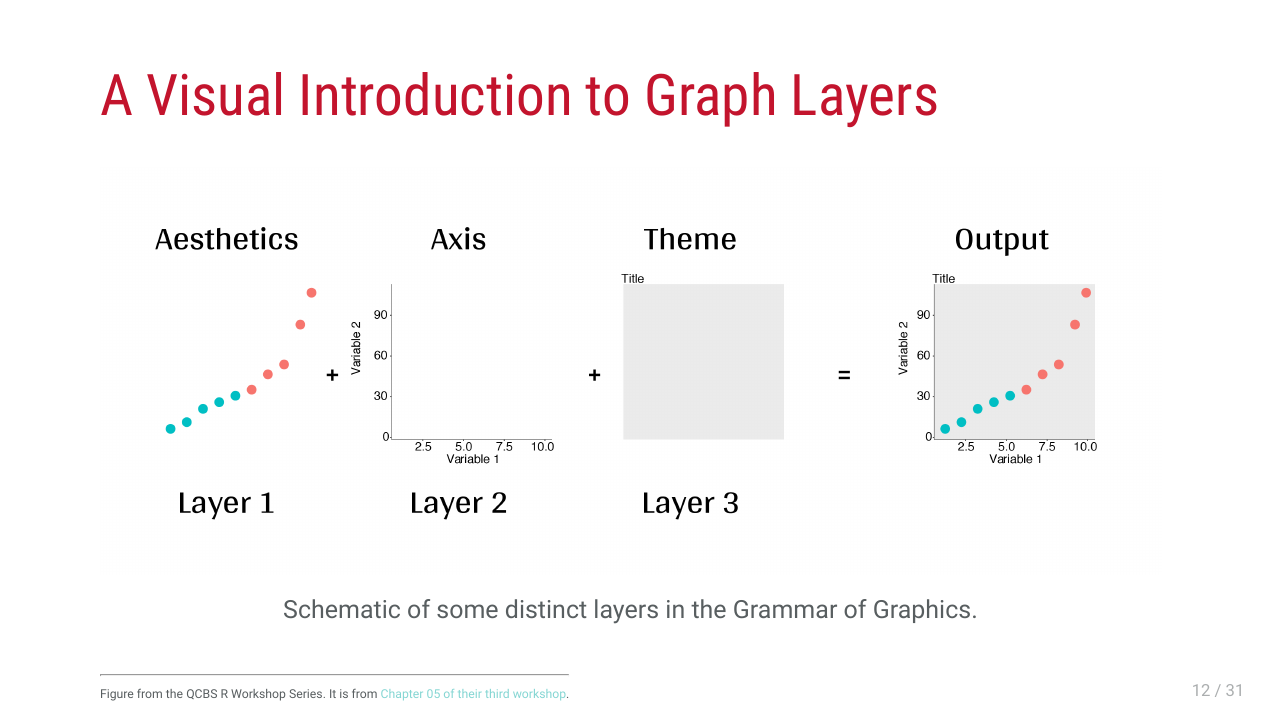 A Visual Introduction to Graph Layers
Aesthetics
Axis
Theme
Output
+
90
60
30
0
Variable 2
2.5 5.0 7.5 10.0
Variable 1
+
Title
=
Title
90
60
30
0
Variable 2
2.5 5.0 7.5 10.0
Variable 1
Layer 1
Layer 2
Layer 3
Schematic of some distinct layers in the Grammar of Graphics.
Figure from the QCBS R Workshop Series. It is from Chapter 05 of their third workshop.
12 / 31